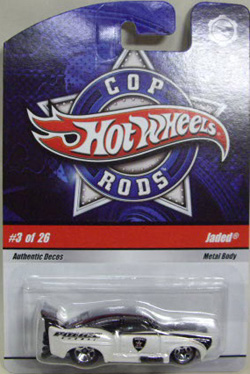 COP
Hot Wheels
RODS
#3 of 26
Jaded®
Authentic Decos
Metal Body